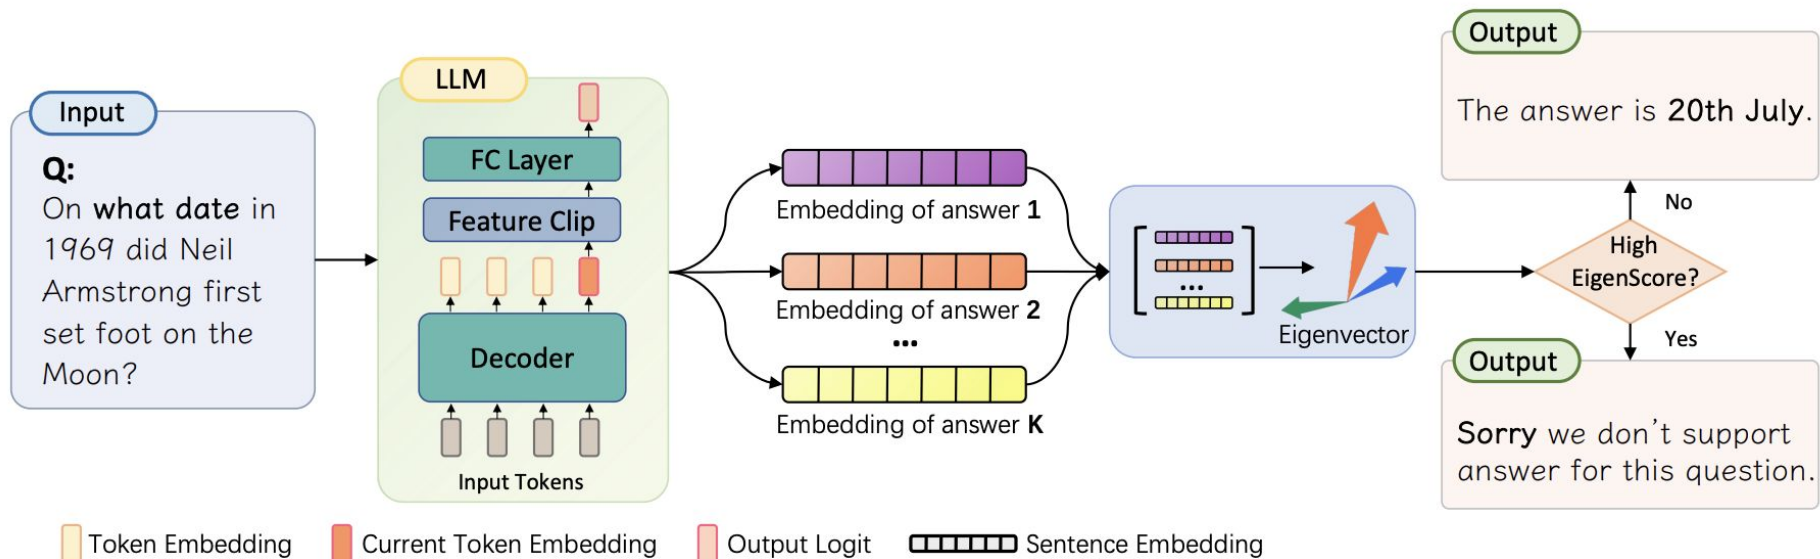 Input
Q:
On what date in
1969 did Neil
Armstrong first
set foot on the
Moon?
LLM
FC Layer
Feature Clip
Decoder
Input Tokens
Embedding of answer 1
Embedding of answer 2
...
Embedding of answer K
...
Eigenvector
High
EigenScore?
No
Yes
Output
The answer is 20th July.
Output
Sorry we don't support
answer for this question.
Token Embedding
Current Token Embedding
Output Logit
Sentence Embedding